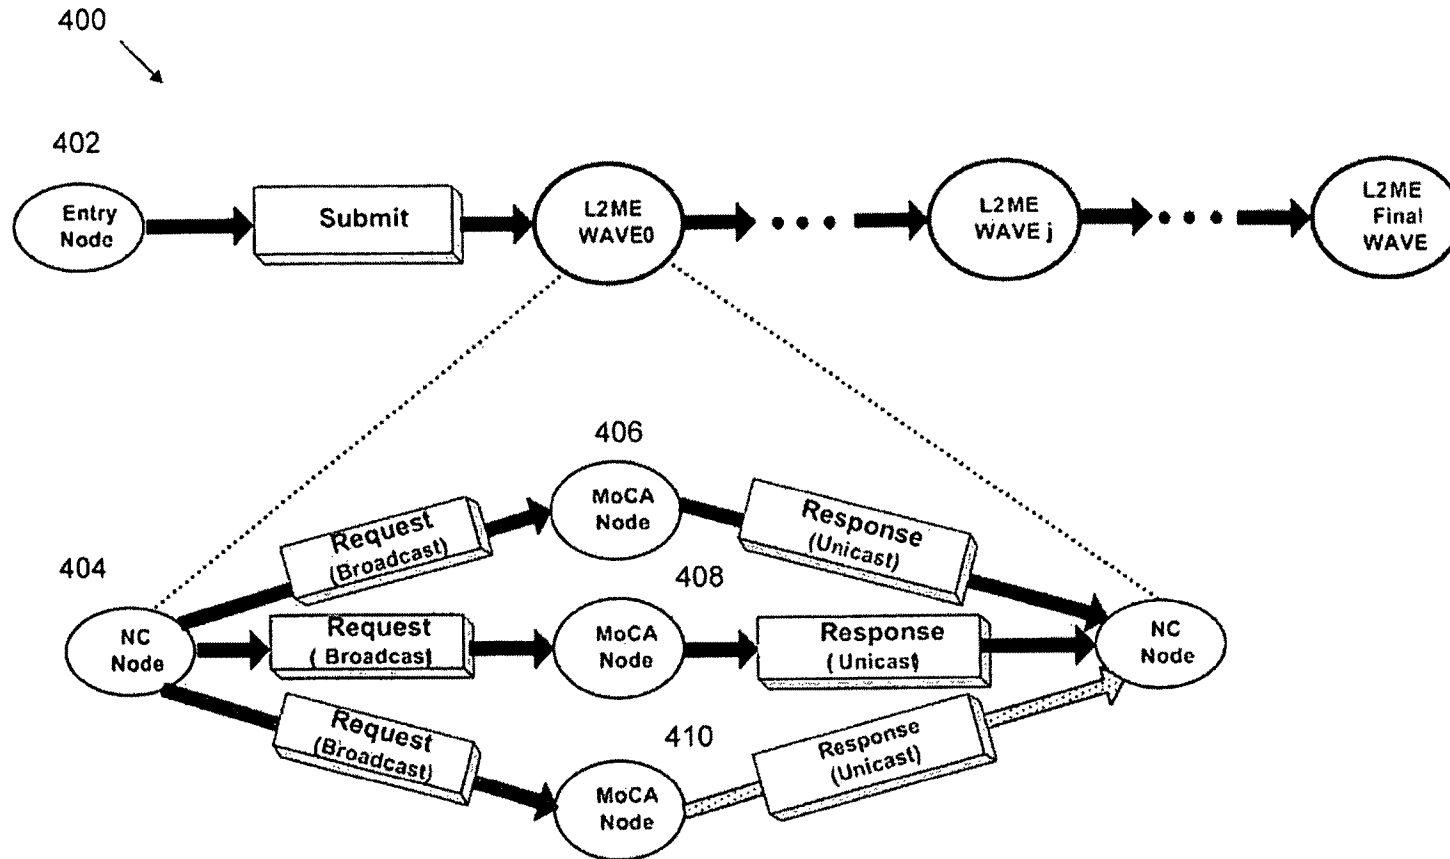 400
402
Entry
Node
Submit
L2ME
WAVE0
• • •
L2ME
WAVE j
• • •
L2ME
Final
WAVE
406
MoCA
Node
Request
(Broadcast)
Response
(Unicast)
404
408
NC
Node
Request
( Broadcast)
MoCA
Node
Response
( Unicast)
NC
Node
Request
(Broadcast)
410
MoCA
Node
Response
(Unicast)